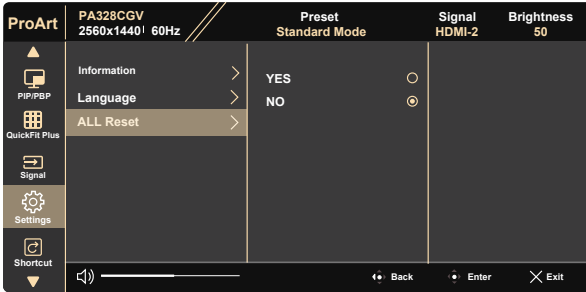 ProArt
PA328CGV
2560x1440 60Hz
Preset
Standard Mode
Signal
HDMI-2
Brightness
50
PIP/PBP
QuickFit Plus
Signal
Settings
Shortcut
Information
Language
ALL Reset
YES
NO
Back
Enter
Exit